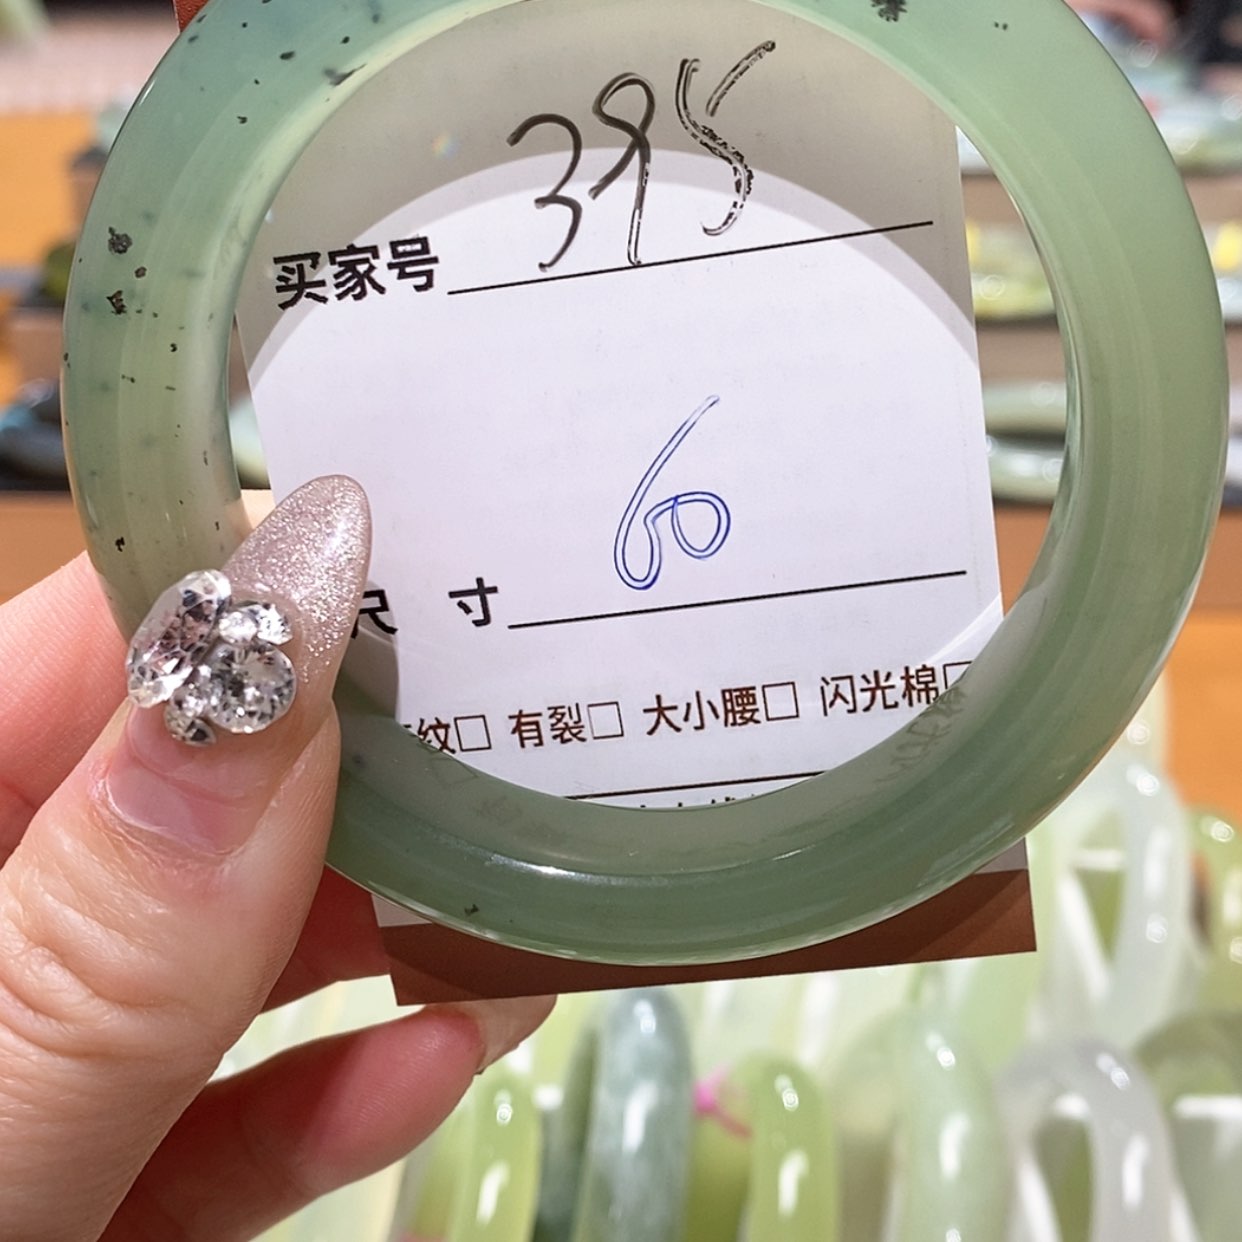 买家号 395
尺 寸 60
纹□ 有裂□ 大小腰□ 闪光棉□